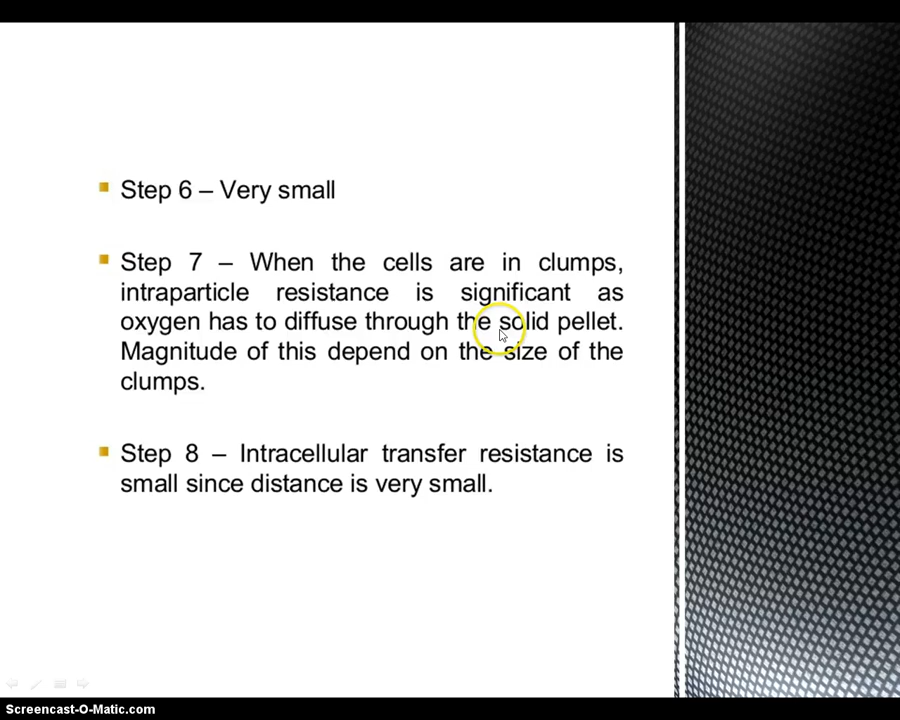 Step 6 – Very small
Step 7 – When the cells are in clumps,
intraparticle resistance is significant as
oxygen has to diffuse through the solid pellet.
Magnitude of this depend on the size of the
clumps.
Step 8 – Intracellular transfer resistance is
small since distance is very small.
Screencast-O-Matic.com